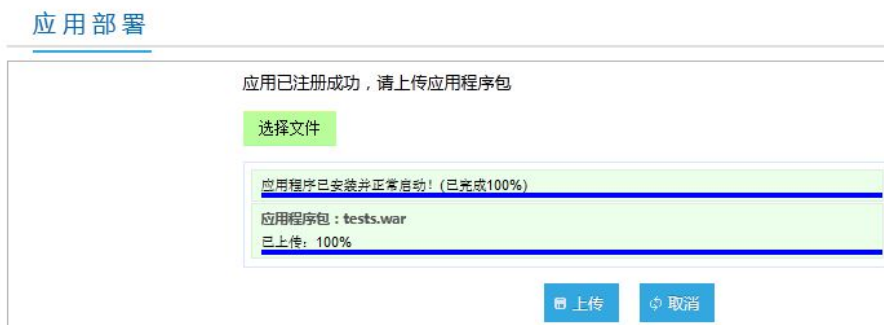 应用部署
应用已注册成功，请上传应用程序包
选择文件
应用程序已安装并正常启动！(已完成100%)
应用程序包：tests.war
已上传：100%
上传 取消